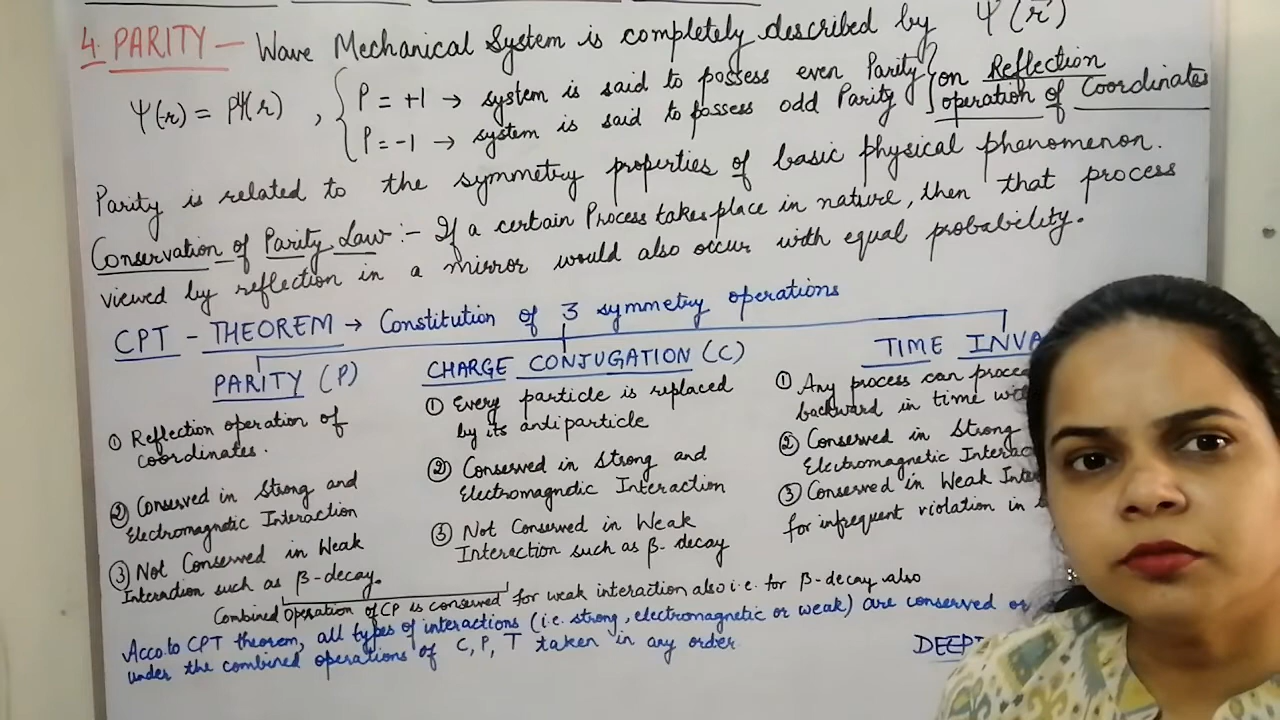 4. PARITY - Wave Mechanical System is completely described by Ψ(r)
Ψ(r) = PΨ(r) , { P = +1 → system is said to possess even Parity } on Reflection
P = -1 → system is said to possess odd Parity } operation of Coordinates
Parity is related to the symmetry properties of basic physical phenomenon.
Conservation of Parity Law :- If a certain Process takes place in nature, then that process
viewed by reflection in a mirror would also occur with equal probability.
CPT - THEOREM → Constitution of 3 symmetry operations
PARITY (P)
① Reflection operation of
coordinates.
② Conserved in Strong and
Electromagnetic Interaction
③ Not Conserved in Weak
Interaction such as β-decay.
CHARGE CONJUGATION (C)
① Every particle is replaced
by its antiparticle
② Conserved in Strong and
Electromagnetic Interaction
③ Not Conserved in Weak
Interaction such as β-decay
TIME INVA
① Any process can proce
backward in time
② Conserved in Strong
Electromagnetic Interac
③ Conserved in Weak Inte
for infrequent violation in
Combined Operation of CP is conserved for weak interaction also i.e. for β-decay also
Acco. to CPT theorem, all types of interactions (i.e. strong, electromagnetic or weak) are conserved or
under the combined operations of C, P, T taken in any order
DEEPT